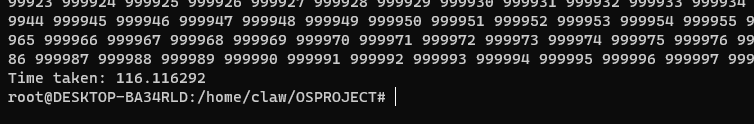 99923 999924 999925 999926 999927 999928 999929 999930 999931 999932 999933 999934
9944 999945 999946 999947 999948 999949 999950 999951 999952 999953 999954 999955 9
965 999966 999967 999968 999969 999970 999971 999972 999973 999974 999975 999976 99
86 999987 999988 999989 999990 999991 999992 999993 999994 999995 999996 999997 999
Time taken: 116.116292
root@DESKTOP-BA34RLD:/home/claw/OSPROJECT#